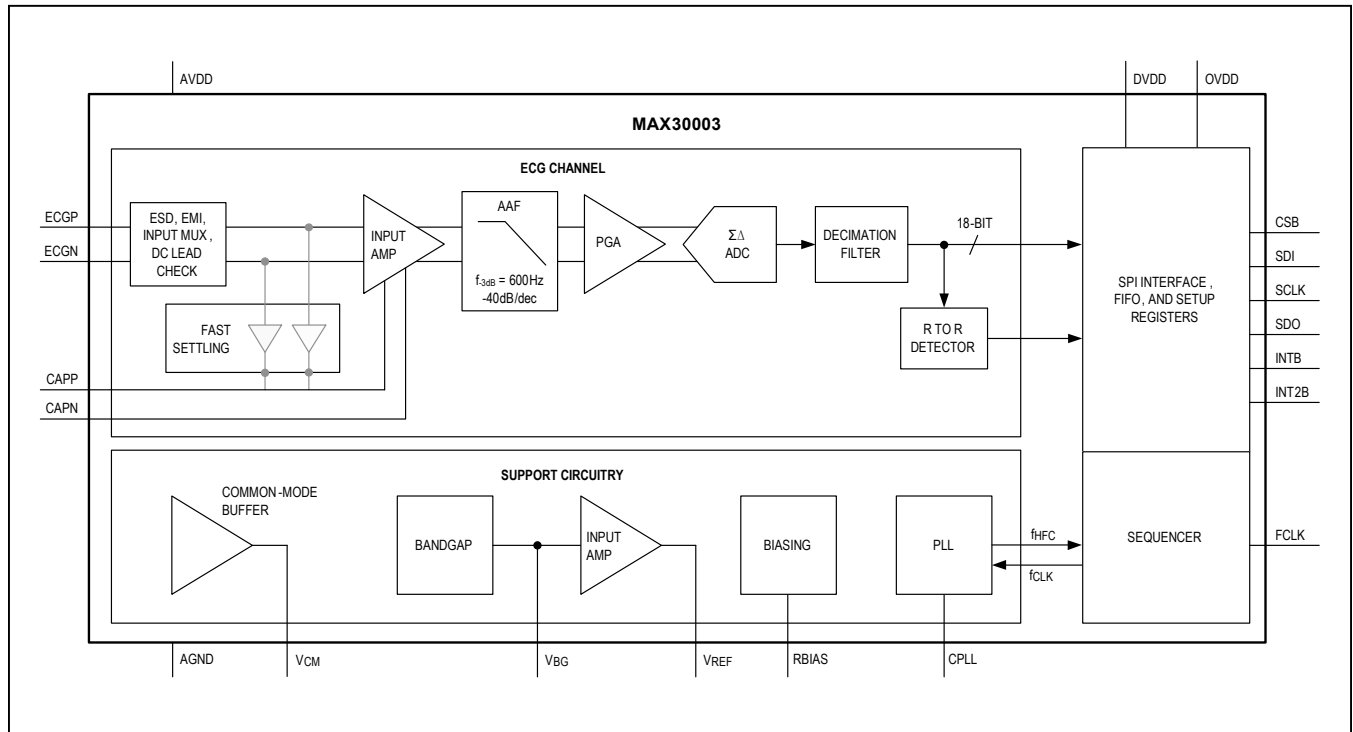 AVDD
DVDD
OVDD
MAX30003
ECG CHANNEL
ECGP
ECGN
ESD, EMI,
INPUT MUX,
DC LEAD
CHECK
INPUT
AMP
AAF
f-3dB = 600Hz
-40dB/dec
PGA
ΣΔ
ADC
DECIMATION
FILTER
18-BIT
R TO R
DETECTOR
FAST
SETTLING
CAPP
CAPN
SPI INTERFACE,
FIFO, AND SETUP
REGISTERS
CSB
SDI
SCLK
SDO
INTB
INT2B
SUPPORT CIRCUITRY
COMMON-MODE
BUFFER
BANDGAP
INPUT
AMP
BIASING
PLL
fHFC
fCLK
SEQUENCER
FCLK
AGND
VCM
VBG
VREF
RBIAS
CPLL